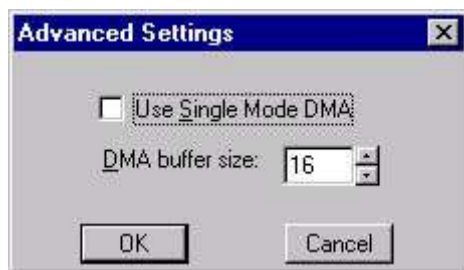 Advanced Settings
Use Single Mode DMA
DMA buffer size: 16
OK Cancel